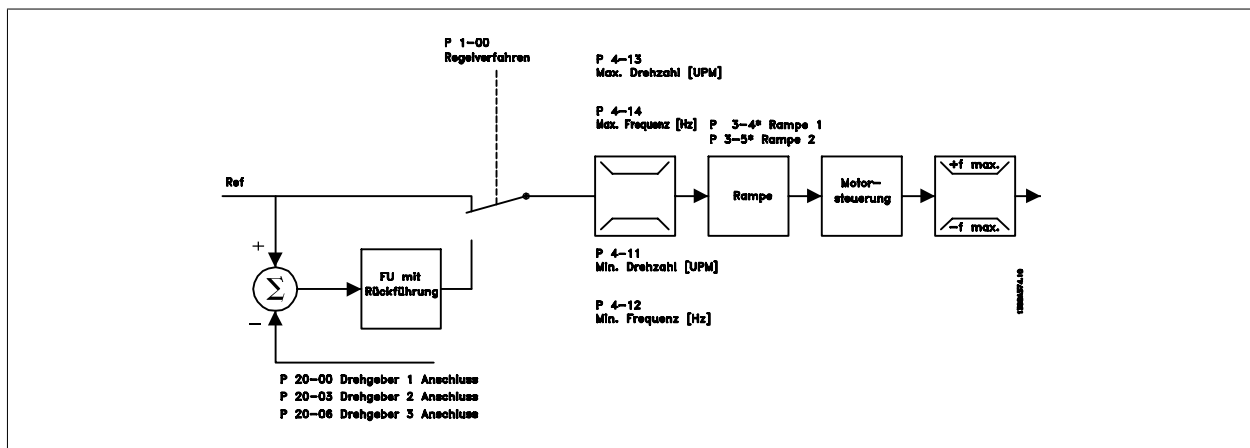 P 1-00
Regelverfahren
P 4-13
Max. Drehzahl [UPM]
P 4-14
Max. Frequenz [Hz]
P 3-4* Rampe 1
P 3-5* Rampe 2
Ref
+
Σ
−
FU mit
Rückführung
Rampe
Motor-
steuerung
+f max.
−f max.
P 4-11
Min. Drehzahl [UPM]
P 4-12
Min. Frequenz [Hz]
P 20-00 Drehgeber 1 Anschluss
P 20-03 Drehgeber 2 Anschluss
P 20-06 Drehgeber 3 Anschluss